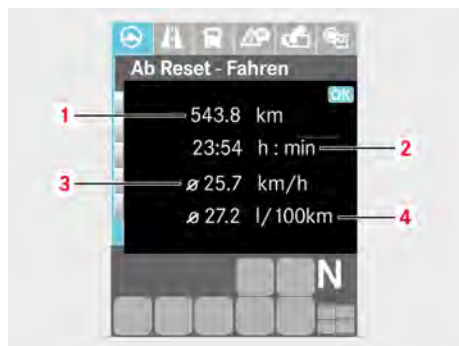 Ab Reset - Fahren
OK
1 543.8 km
23:54 h : min 2
3 ø 25.7 km/h
ø 27.2 l/100km 4
N